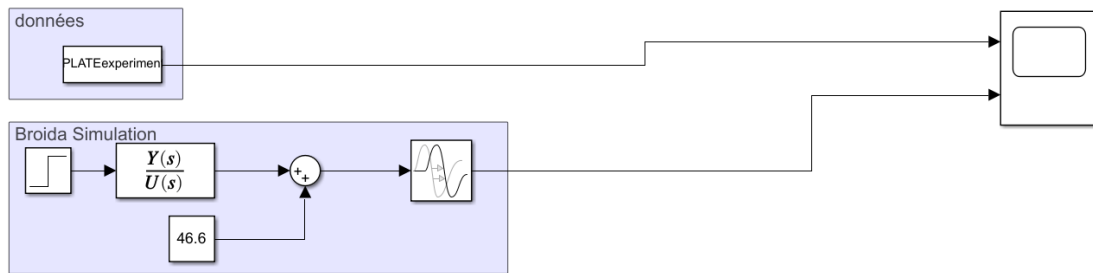 données
PLATEexperimen
Broida Simulation
Y(s)
U(s)
+
+
46.6